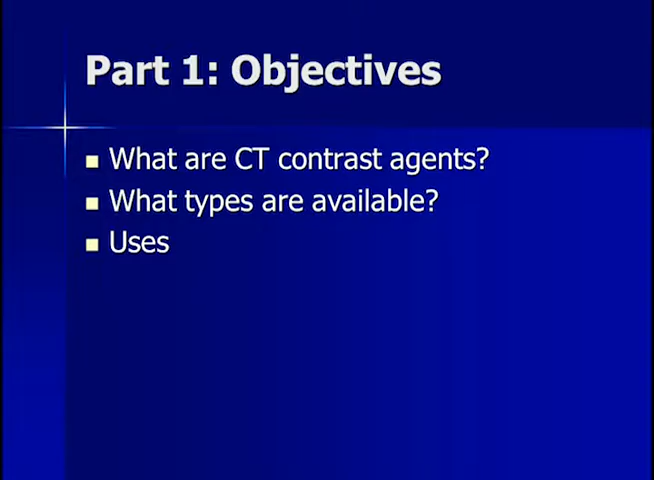 Part 1: Objectives
What are CT contrast agents?
What types are available?
Uses